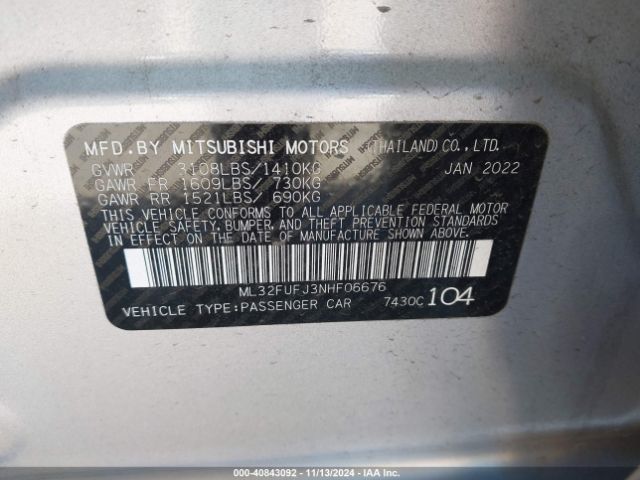 MFD.BY MITSUBISHI MOTORS (THAILAND) CO.,LTD.
GVWR 3108LBS/1410KG JAN 2022
GAWR FR 1609LBS/ 730KG
GAWR RR 1521LBS/ 690KG
THIS VEHICLE CONFORMS TO ALL APPLICABLE FEDERAL MOTOR
VEHICLE SAFETY, BUMPER, AND THEFT PREVENTION STANDARDS
IN EFFECT ON THE DATE OF MANUFACTURE SHOWN ABOVE.
ML32FUFJ3NHF06676
VEHICLE TYPE:PASSENGER CAR 7430C 104
000-40843092 - 11/13/2024 - IAA Inc.